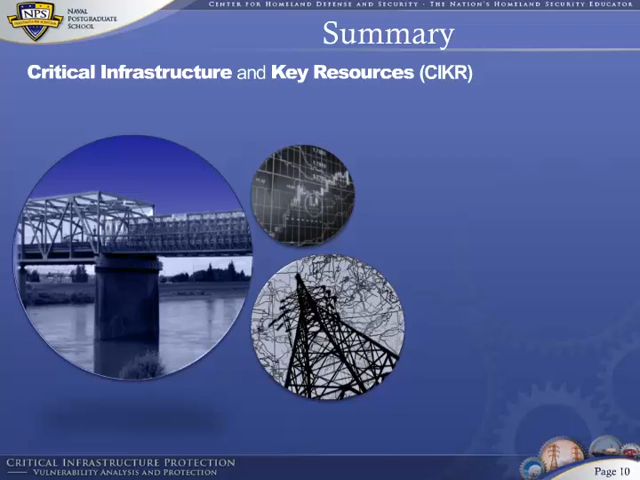 Center for Homeland Defense and Security · The Nation's Homeland Security Educator
NPS
Naval
Postgraduate
School
Summary
Critical Infrastructure and Key Resources (CIKR)
Critical Infrastructure Protection
Vulnerability Analysis and Protection
Page 10